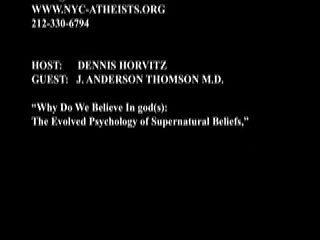 WWW.NYC-ATHEISTS.ORG
212-330-6794
HOST: DENNIS HORVITZ
GUEST: J. ANDERSON THOMSON M.D.
“Why Do We Believe In god(s):
The Evolved Psychology of Supernatural Beliefs,”